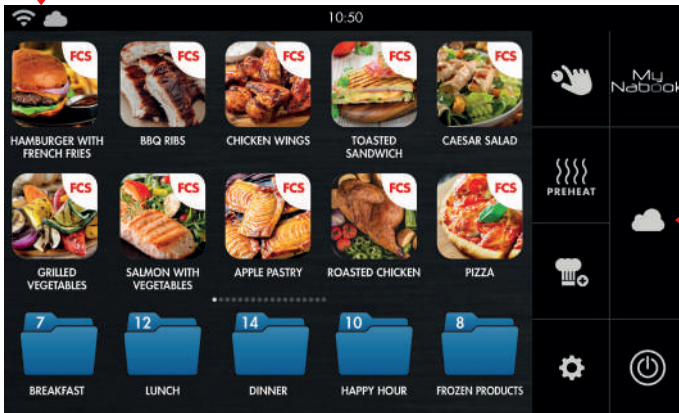 10:50
FCS
FCS
FCS
FCS
FCS
HAMBURGER WITH
FRENCH FRIES
BBQ RIBS
CHICKEN WINGS
TOASTED
SANDWICH
CAESAR SALAD
My
Nabook
PREHEAT
FCS
FCS
FCS
FCS
FCS
GRILLED
VEGETABLES
SALMON WITH
VEGETABLES
APPLE PASTRY
ROASTED CHICKEN
PIZZA
7
12
14
10
8
BREAKFAST
LUNCH
DINNER
HAPPY HOUR
FROZEN PRODUCTS